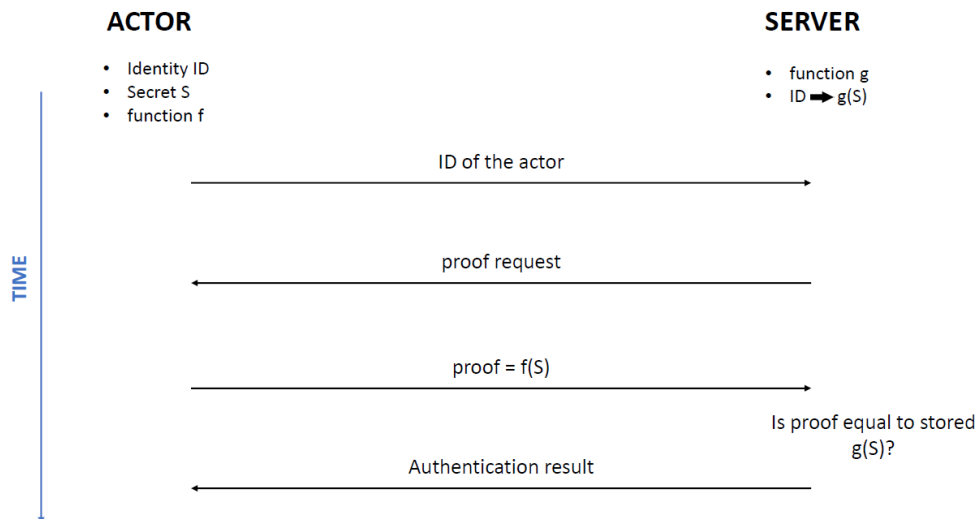 ACTOR
• Identity ID
• Secret S
• function f
SERVER
• function g
• ID ➡ g(S)
ID of the actor
proof request
TIME
proof = f(S)
Is proof equal to stored
g(S)?
Authentication result